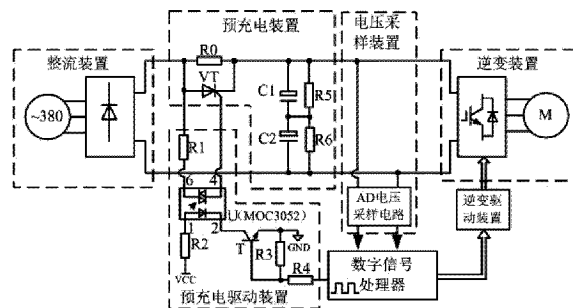 预充电装置
电压采
样装置
整流装置
逆变装置
R0
VT
~380
C1
R5
C2
R6
M
R1
6
4
U(MOC3052)
1
2
R2
VCC
T
R3
GND
R4
AD电压
采样电路
逆变驱
动装置
数字信号
处理器
预充电驱动装置